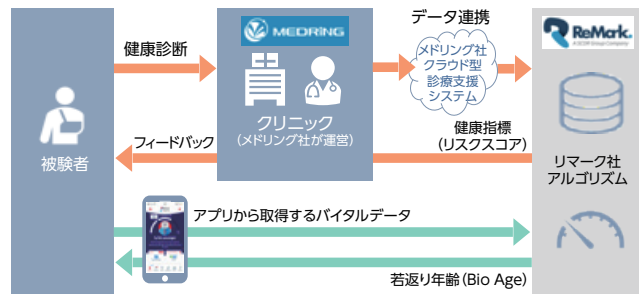 データ連携
MEDRING
ReMark.
A SCOR Group Company
健康診断
メドリング社
クラウド型
診療支援
システム
クリニック
(メドリング社が運営)
健康指標
(リスクスコア)
フィードバック
被験者
リマーク社
アルゴリズム
アプリから取得するバイタルデータ
若返り年齢(Bio Age)